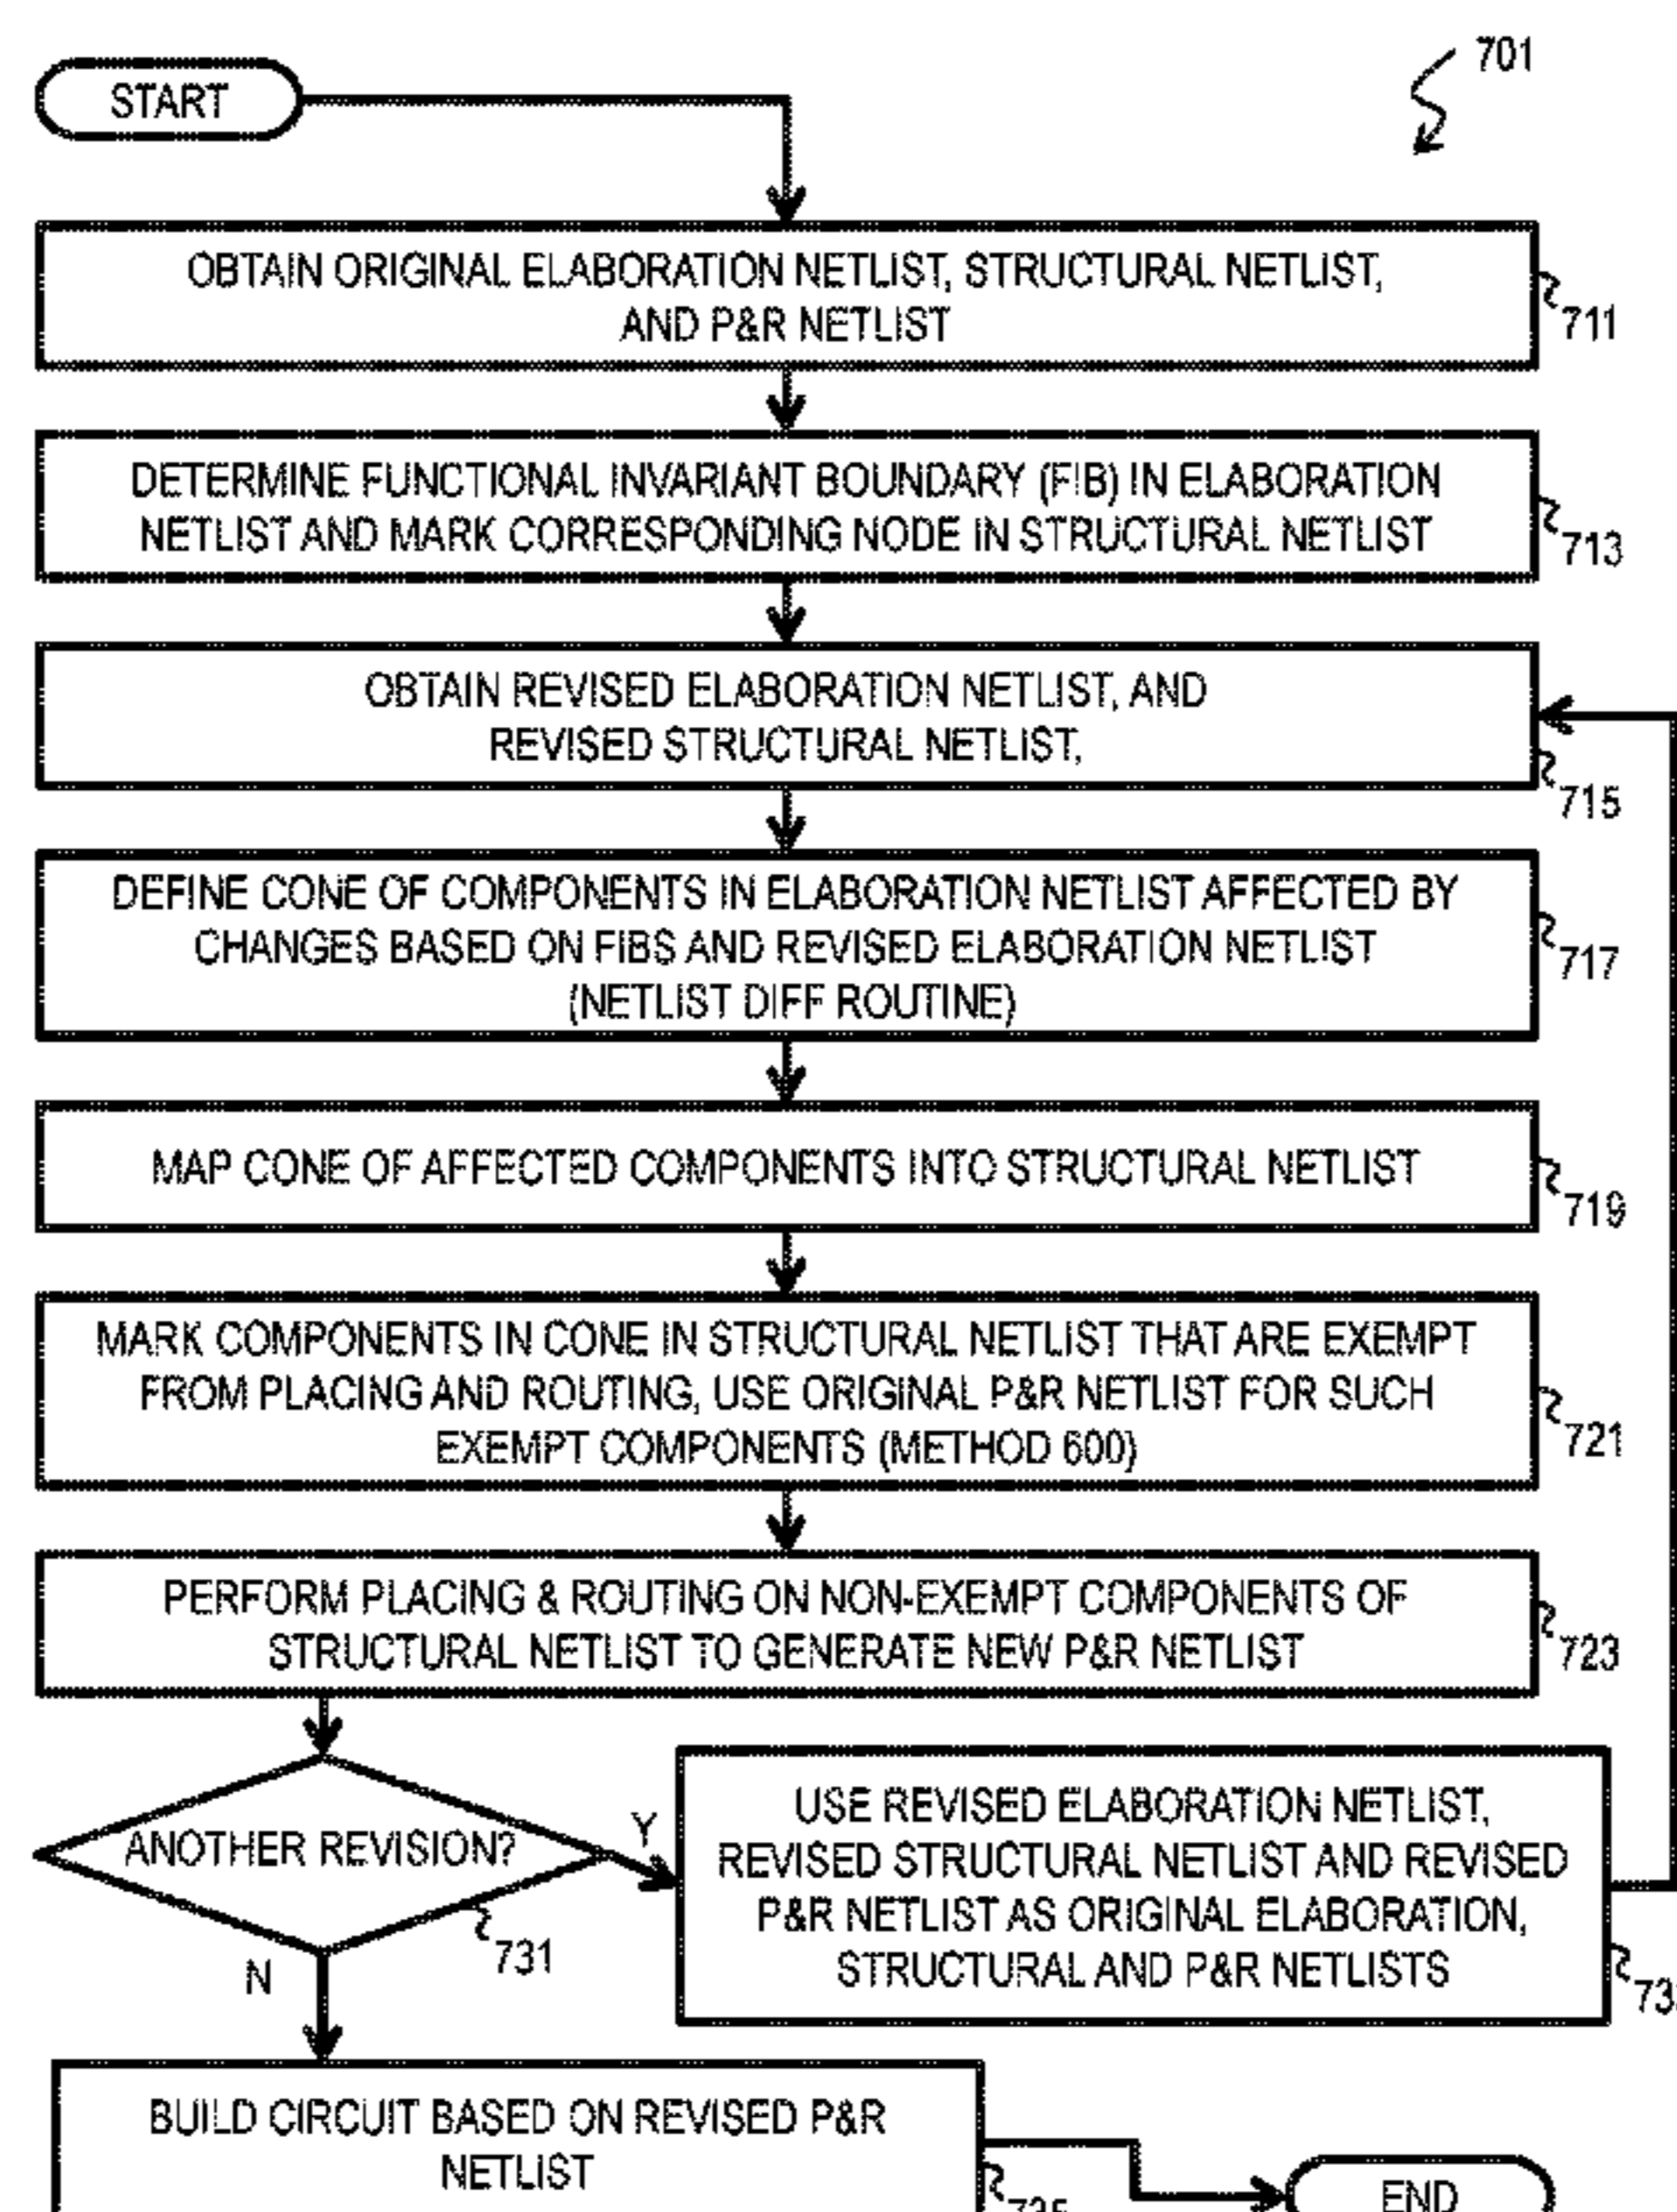 701
START
OBTAIN ORIGINAL ELABORATION NETLIST, STRUCTURAL NETLIST,
AND P&R NETLIST
711
DETERMINE FUNCTIONAL INVARIANT BOUNDARY (FIB) IN ELABORATION
NETLIST AND MARK CORRESPONDING NODE IN STRUCTURAL NETLIST
713
OBTAIN REVISED ELABORATION NETLIST, AND
REVISED STRUCTURAL NETLIST,
715
DEFINE CONE OF COMPONENTS IN ELABORATION NETLIST AFFECTED BY
CHANGES BASED ON FIBS AND REVISED ELABORATION NETLIST
(NETLIST DIFF ROUTINE)
717
MAP CONE OF AFFECTED COMPONENTS INTO STRUCTURAL NETLIST
719
MARK COMPONENTS IN CONE IN STRUCTURAL NETLIST THAT ARE EXEMPT
FROM PLACING AND ROUTING, USE ORIGINAL P&R NETLIST FOR SUCH
EXEMPT COMPONENTS (METHOD 600)
721
PERFORM PLACING & ROUTING ON NON-EXEMPT COMPONENTS OF
STRUCTURAL NETLIST TO GENERATE NEW P&R NETLIST
723
ANOTHER REVISION?
731
Y
N
USE REVISED ELABORATION NETLIST,
REVISED STRUCTURAL NETLIST AND REVISED
P&R NETLIST AS ORIGINAL ELABORATION,
STRUCTURAL AND P&R NETLISTS
BUILD CIRCUIT BASED ON REVISED P&R
NETLIST
735
END